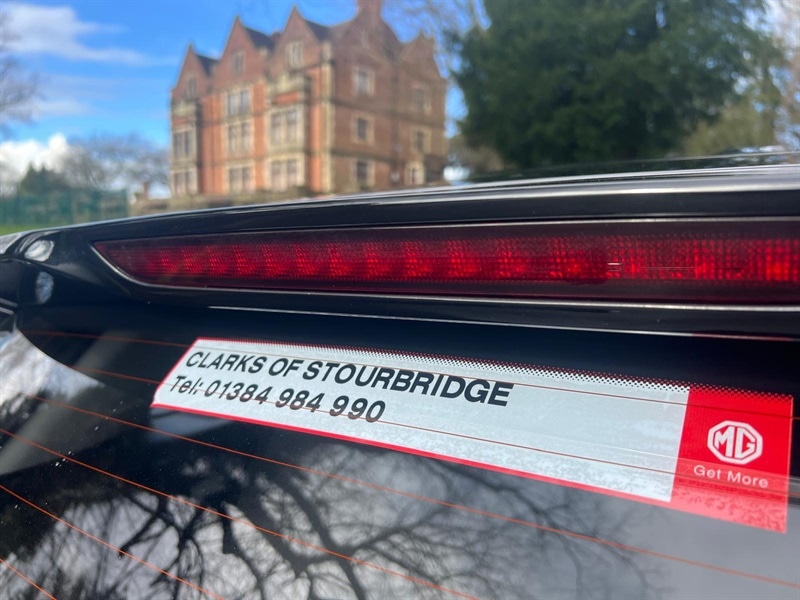 CLARKS OF STOURBRIDGE
Tel: 01384 984 990
MG
Get More